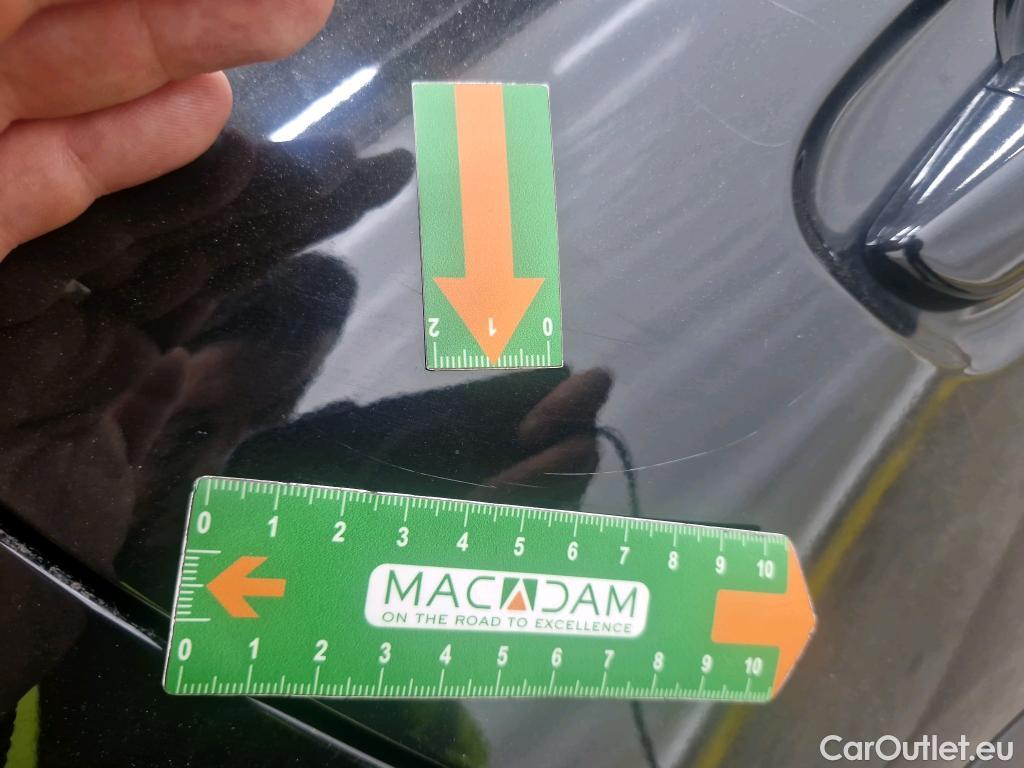 2 1 0
0 1 2 3 4 5 6 7 8 9 10
MACADAM
ON THE ROAD TO EXCELLENCE
0 1 2 3 4 5 6 7 8 9 10
CarOutlet.eu